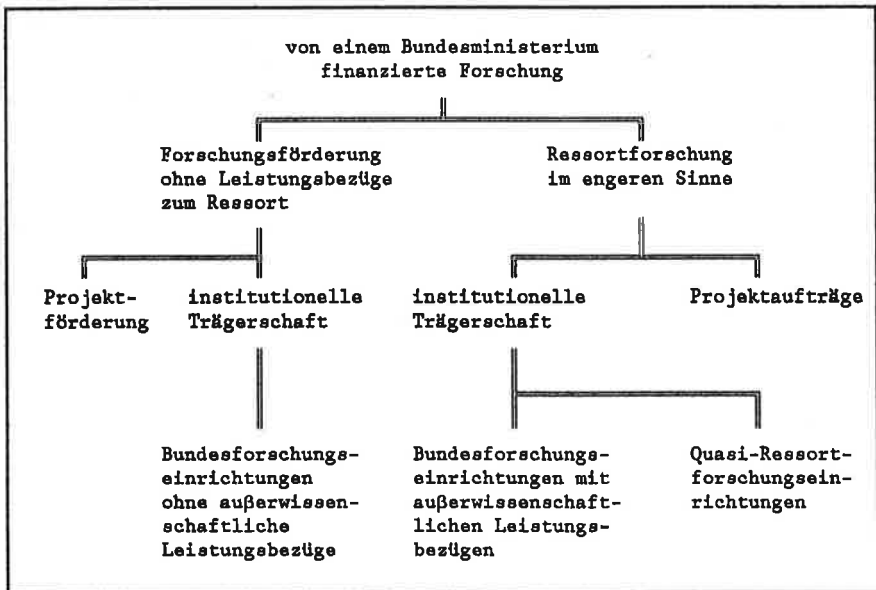 von einem Bundesministerium
finanzierte Forschung
Forschungsförderung
ohne Leistungsbezüge
zum Ressort
Ressortforschung
im engeren Sinne
Projekt-
förderung
institutionelle
Trägerschaft
institutionelle
Trägerschaft
Projektaufträge
Bundesforschungs-
einrichtungen
ohne außerwissen-
schaftliche
Leistungsbezüge
Bundesforschungs-
einrichtungen mit
außerwissenschaft-
lichen Leistungs-
bezügen
Quasi-Ressort-
forschungsein-
richtungen